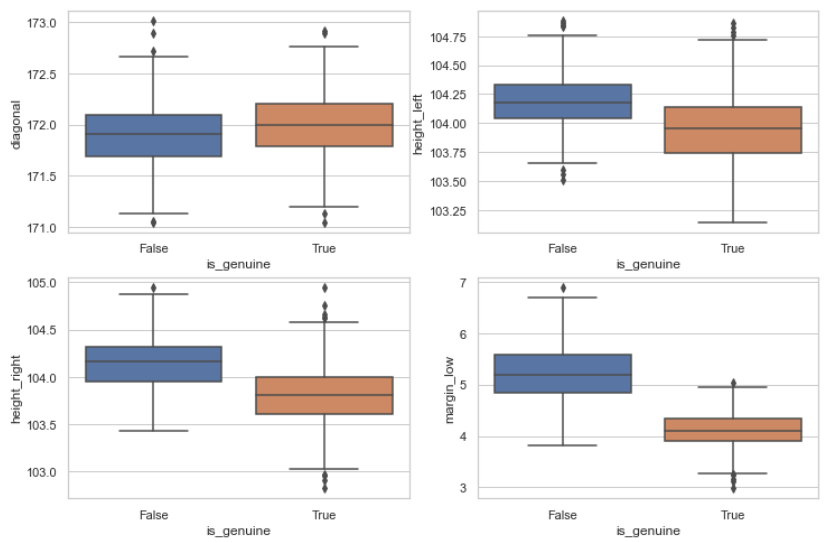 173.0
172.5
172.0
171.5
171.0
diagonal
False True
is_genuine
104.75
104.50
104.25
104.00
103.75
103.50
103.25
height_left
False True
is_genuine
105.0
104.5
104.0
103.5
103.0
height_right
False True
is_genuine
7
6
5
4
3
margin_low
False True
is_genuine